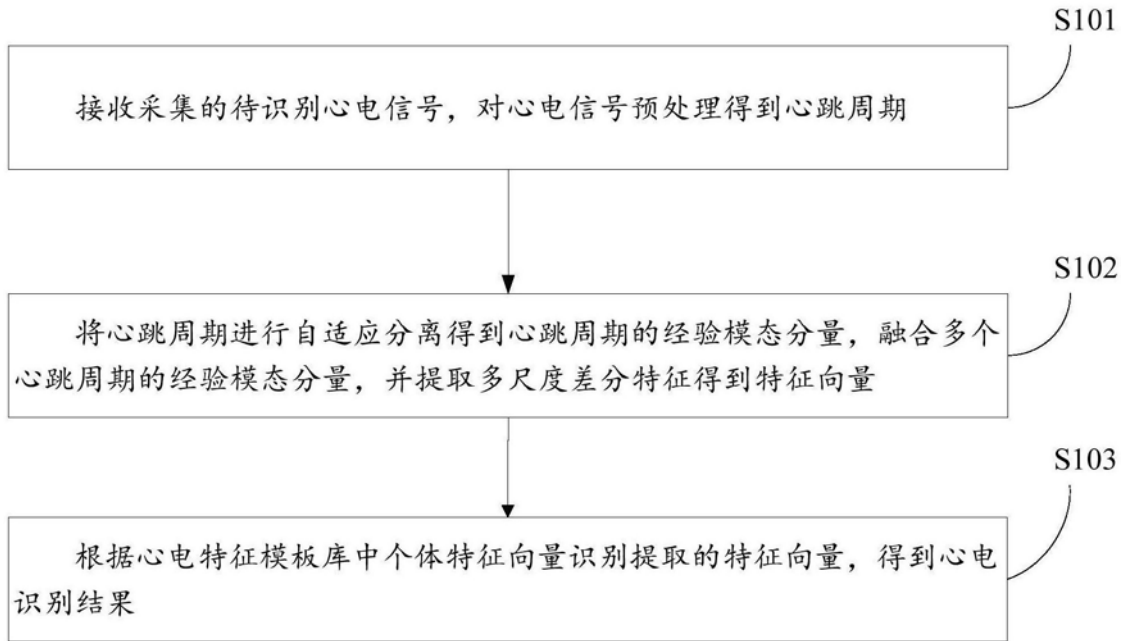 S101
接收采集的待识别心电信号，对心电信号预处理得到心跳周期
S102
将心跳周期进行自适应分离得到心跳周期的经验模态分量，融合多个
心跳周期的经验模态分量，并提取多尺度差分特征得到特征向量
S103
根据心电特征模板库中个体特征向量识别提取的特征向量，得到心电
识别结果